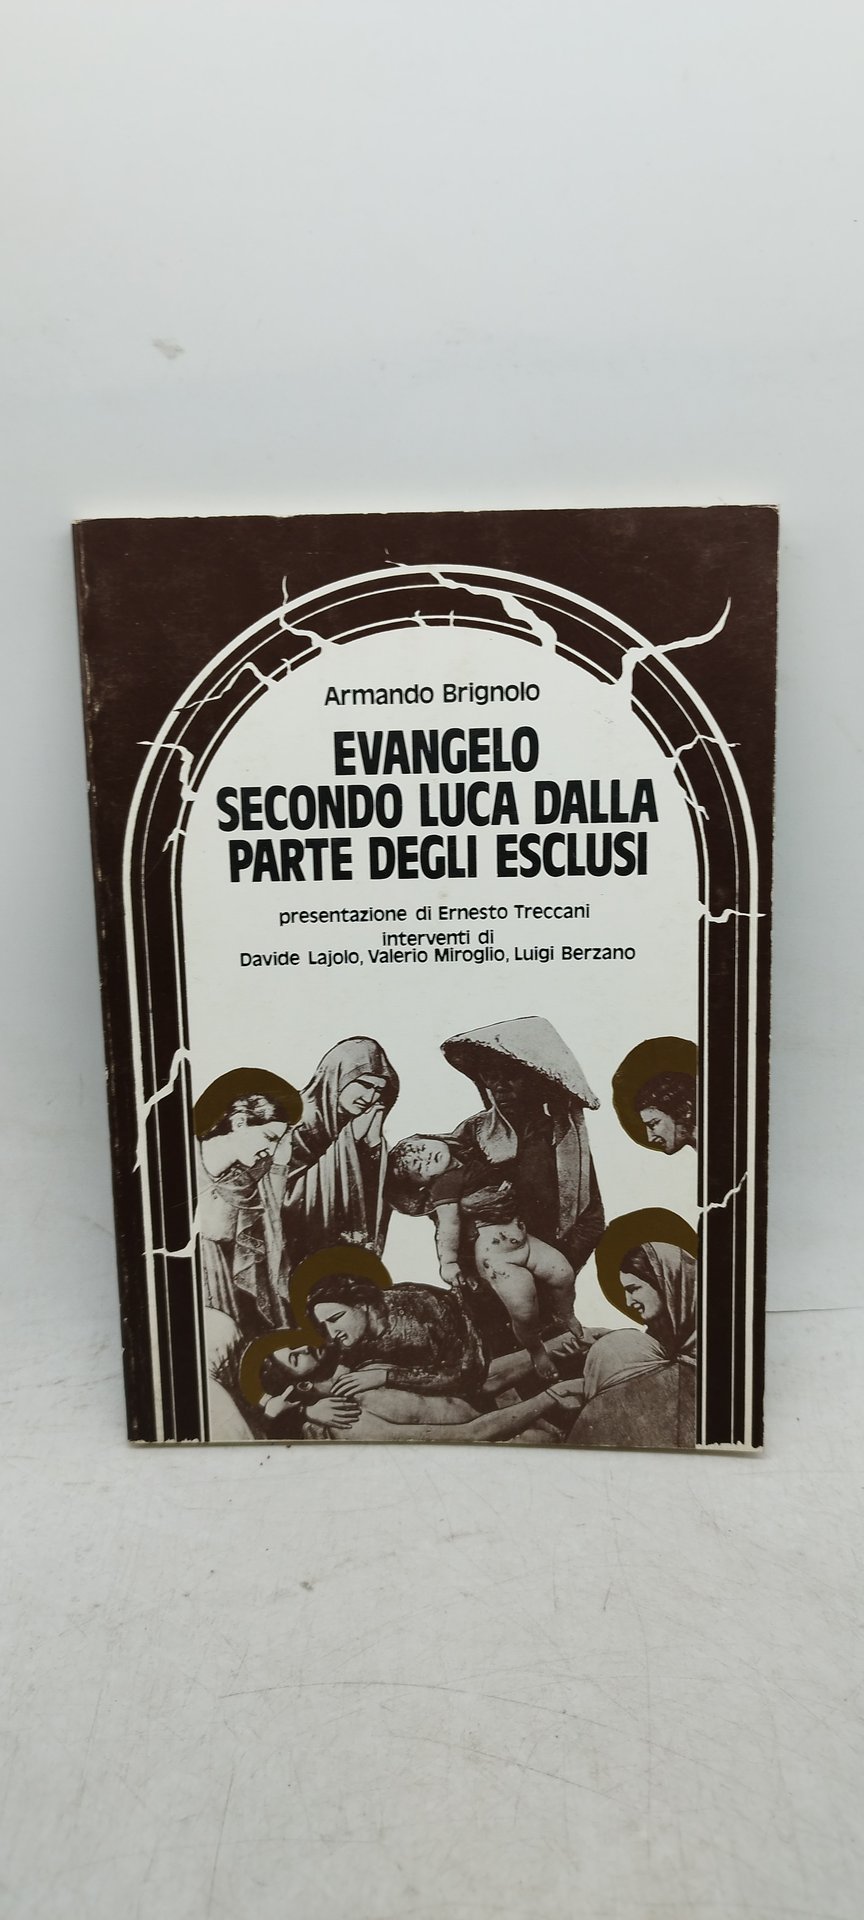 Armando Brignolo
EVANGELO
SECONDO LUCA DALLA
PARTE DEGLI ESCLUSI
presentazione di Ernesto Treccani
interventi di
Davide Lajolo, Valerio Miroglio, Luigi Berzano